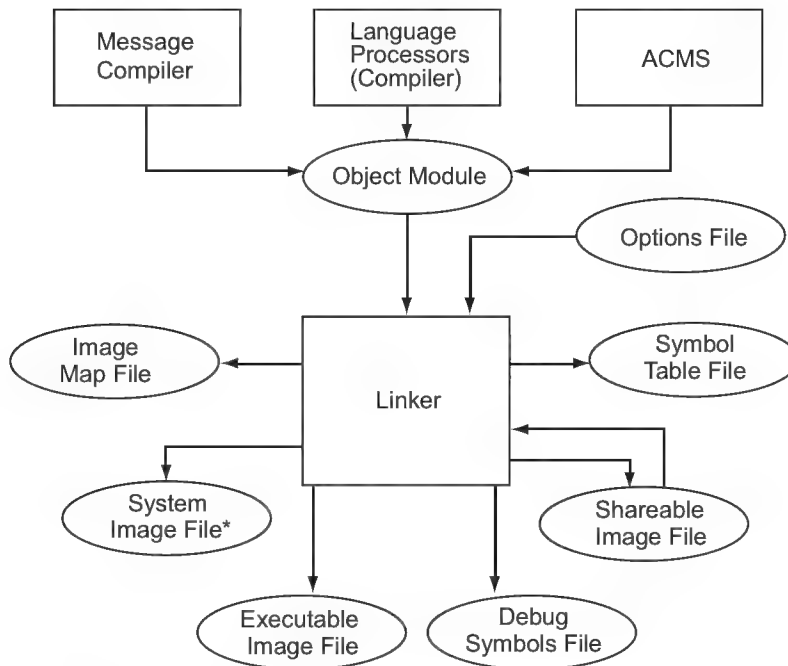 Message
Compiler
Language
Processors
(Compiler)
ACMS
Object Module
Options File
Image
Map File
Linker
Symbol
Table File
System
Image File*
Shareable
Image File
Executable
Image File
Debug
Symbols File